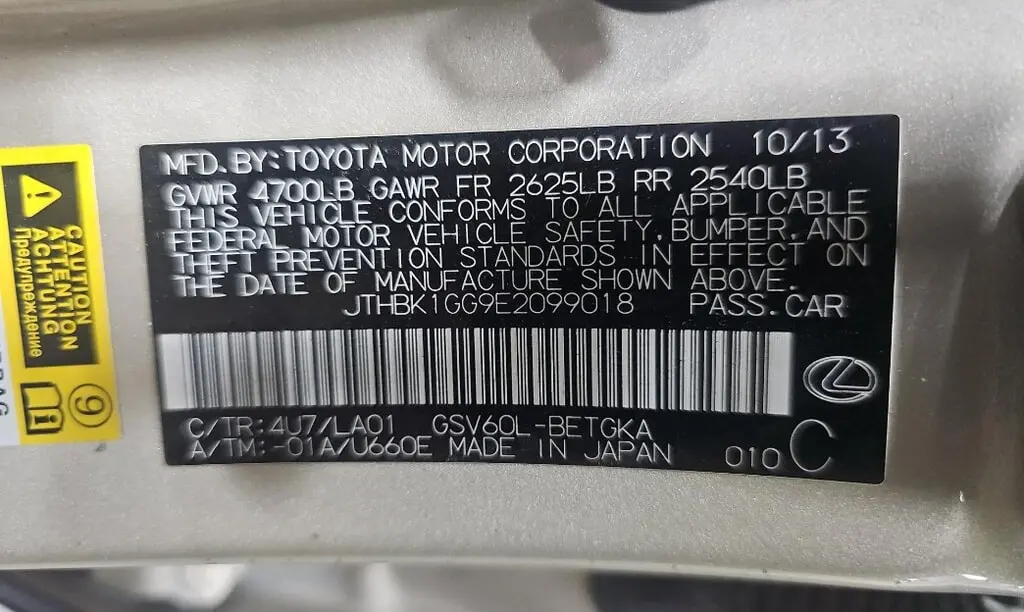 MFD.BY:TOYOTA MOTOR CORPORATION 10/13
GVWR 4700LB GAWR FR 2625LB RR 2540LB
THIS VEHICLE CONFORMS TO ALL APPLICABLE
FEDERAL MOTOR VEHICLE SAFETY,BUMPER,AND
THEFT PREVENTION STANDARDS IN EFFECT ON
THE DATE OF MANUFACTURE SHOWN ABOVE.
JTHBK1GG9E2099018 PASS.CAR
C/TR:4U7/LA01 GSV60L-BETGKA
A/TM:-01A/U660E MADE IN JAPAN 010 C
CAUTION
ATTENTION
ACHTUNG
Предупреждение
9